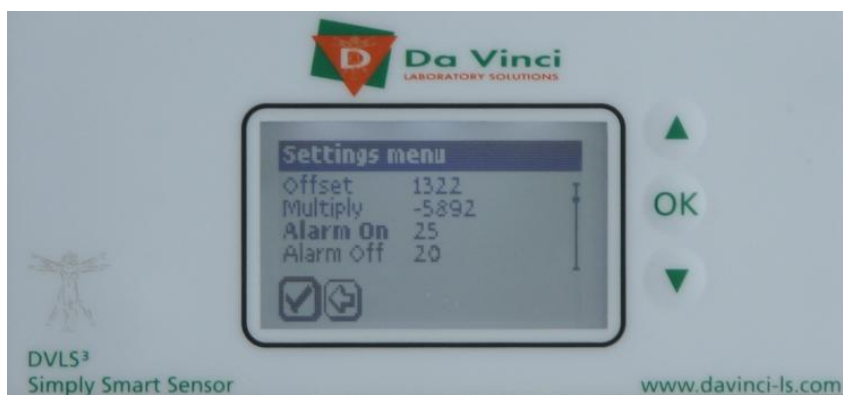 D
Da Vinci
LABORATORY SOLUTIONS
Settings menu
Offset 1322
Multiply -5892
Alarm On 25
Alarm Off 20
OK
DVLS³
Simply Smart Sensor
www.davinci-ls.com